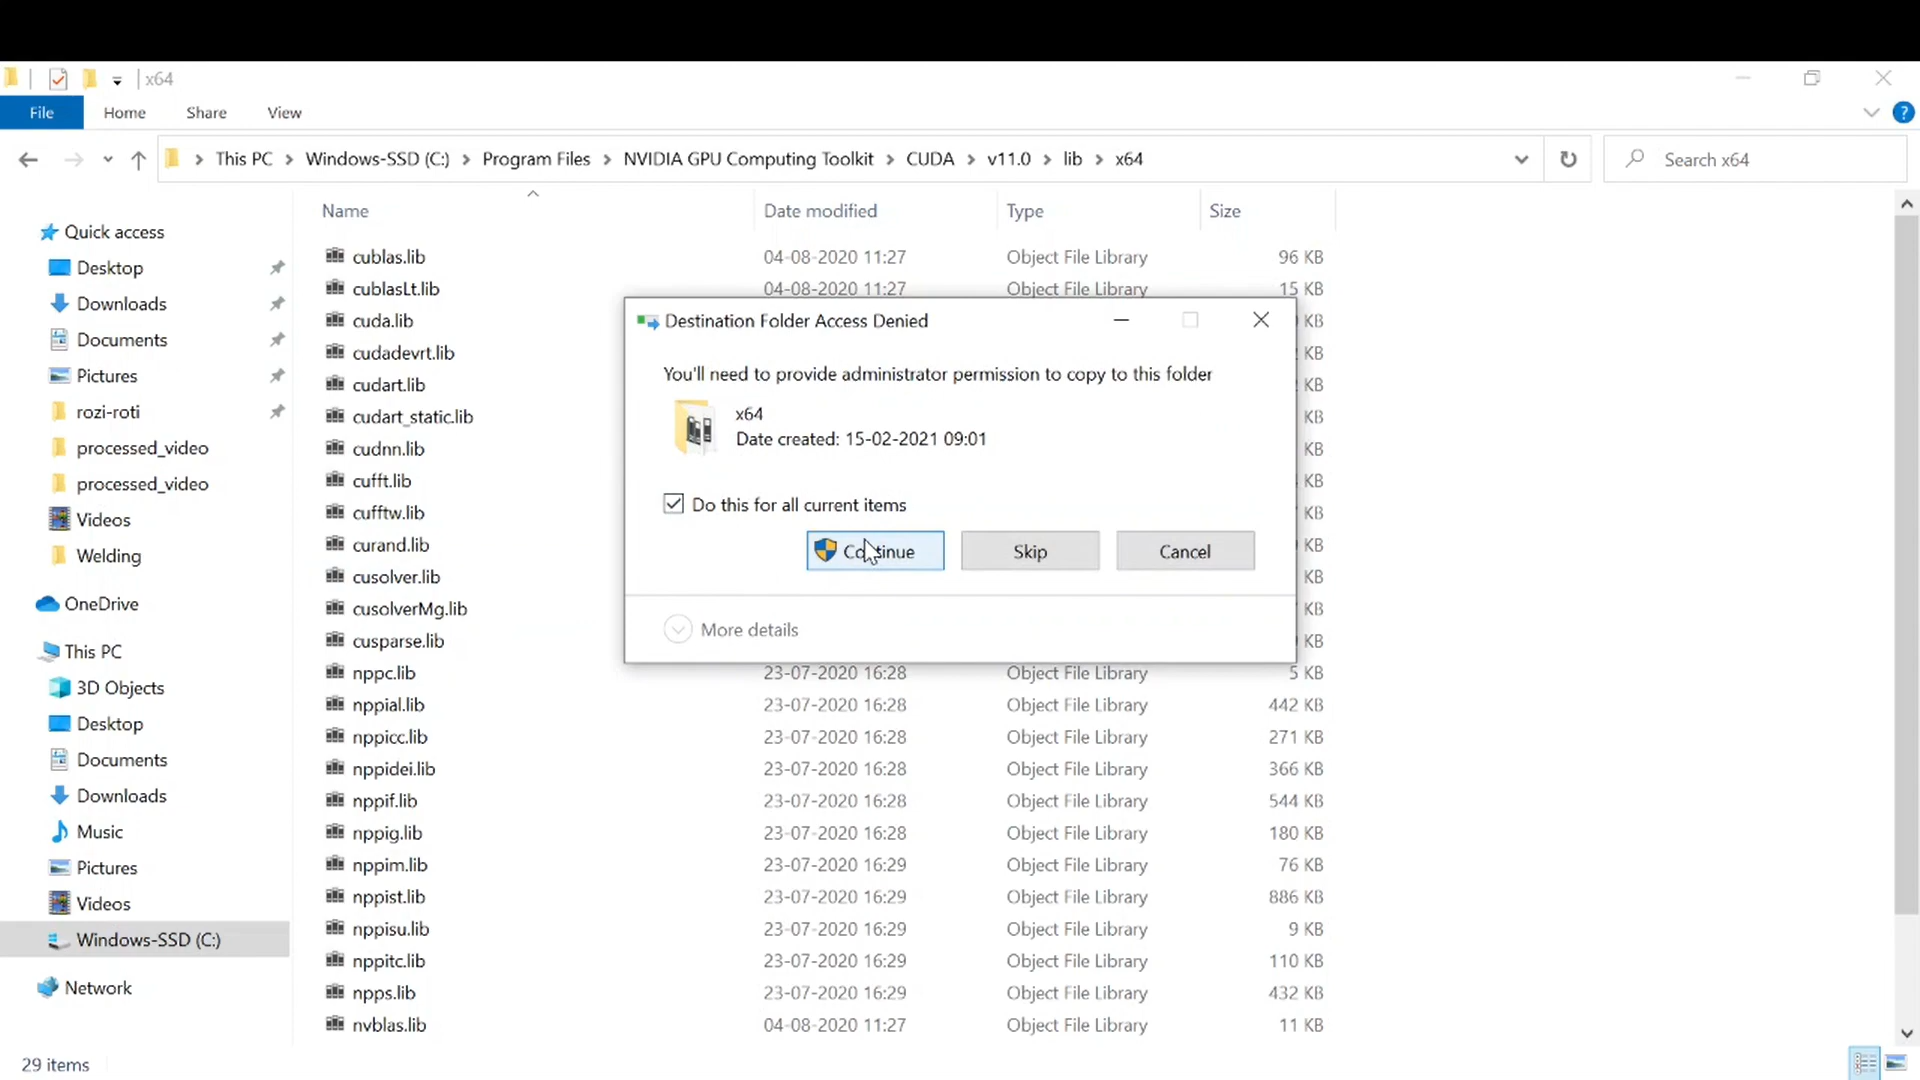 x64
File Home Share View
This PC Windows-SSD (C:) Program Files NVIDIA GPU Computing Toolkit CUDA v11.0 lib x64
Search x64
Name Date modified Type Size
Quick access
Desktop
Downloads
Documents
Pictures
rozi-roti
processed_video
processed_video
Videos
Welding
OneDrive
This PC
3D Objects
Desktop
Documents
Downloads
Music
Pictures
Videos
Windows-SSD (C:)
Network
cublas.lib 04-08-2020 11:27 Object File Library 96 KB
cublasLt.lib 04-08-2020 11:27 Object File Library 15 KB
cuda.lib KB
cudadevrt.lib KB
cudart.lib KB
cudart_static.lib KB
cudnn.lib KB
cufft.lib KB
cufftw.lib KB
curand.lib KB
cusolver.lib KB
cusolverMg.lib KB
cusparse.lib KB
nppc.lib 23-07-2020 16:28 Object File Library 5 KB
nppial.lib 23-07-2020 16:28 Object File Library 442 KB
nppicc.lib 23-07-2020 16:28 Object File Library 271 KB
nppidei.lib 23-07-2020 16:28 Object File Library 366 KB
nppif.lib 23-07-2020 16:28 Object File Library 544 KB
nppig.lib 23-07-2020 16:28 Object File Library 180 KB
nppim.lib 23-07-2020 16:29 Object File Library 76 KB
nppist.lib 23-07-2020 16:29 Object File Library 886 KB
nppisu.lib 23-07-2020 16:29 Object File Library 9 KB
nppitc.lib 23-07-2020 16:29 Object File Library 110 KB
npps.lib 23-07-2020 16:29 Object File Library 432 KB
nvblas.lib 04-08-2020 11:27 Object File Library 11 KB
Destination Folder Access Denied
You'll need to provide administrator permission to copy to this folder
x64
Date created: 15-02-2021 09:01
Do this for all current items
Continue Skip Cancel
More details
29 items